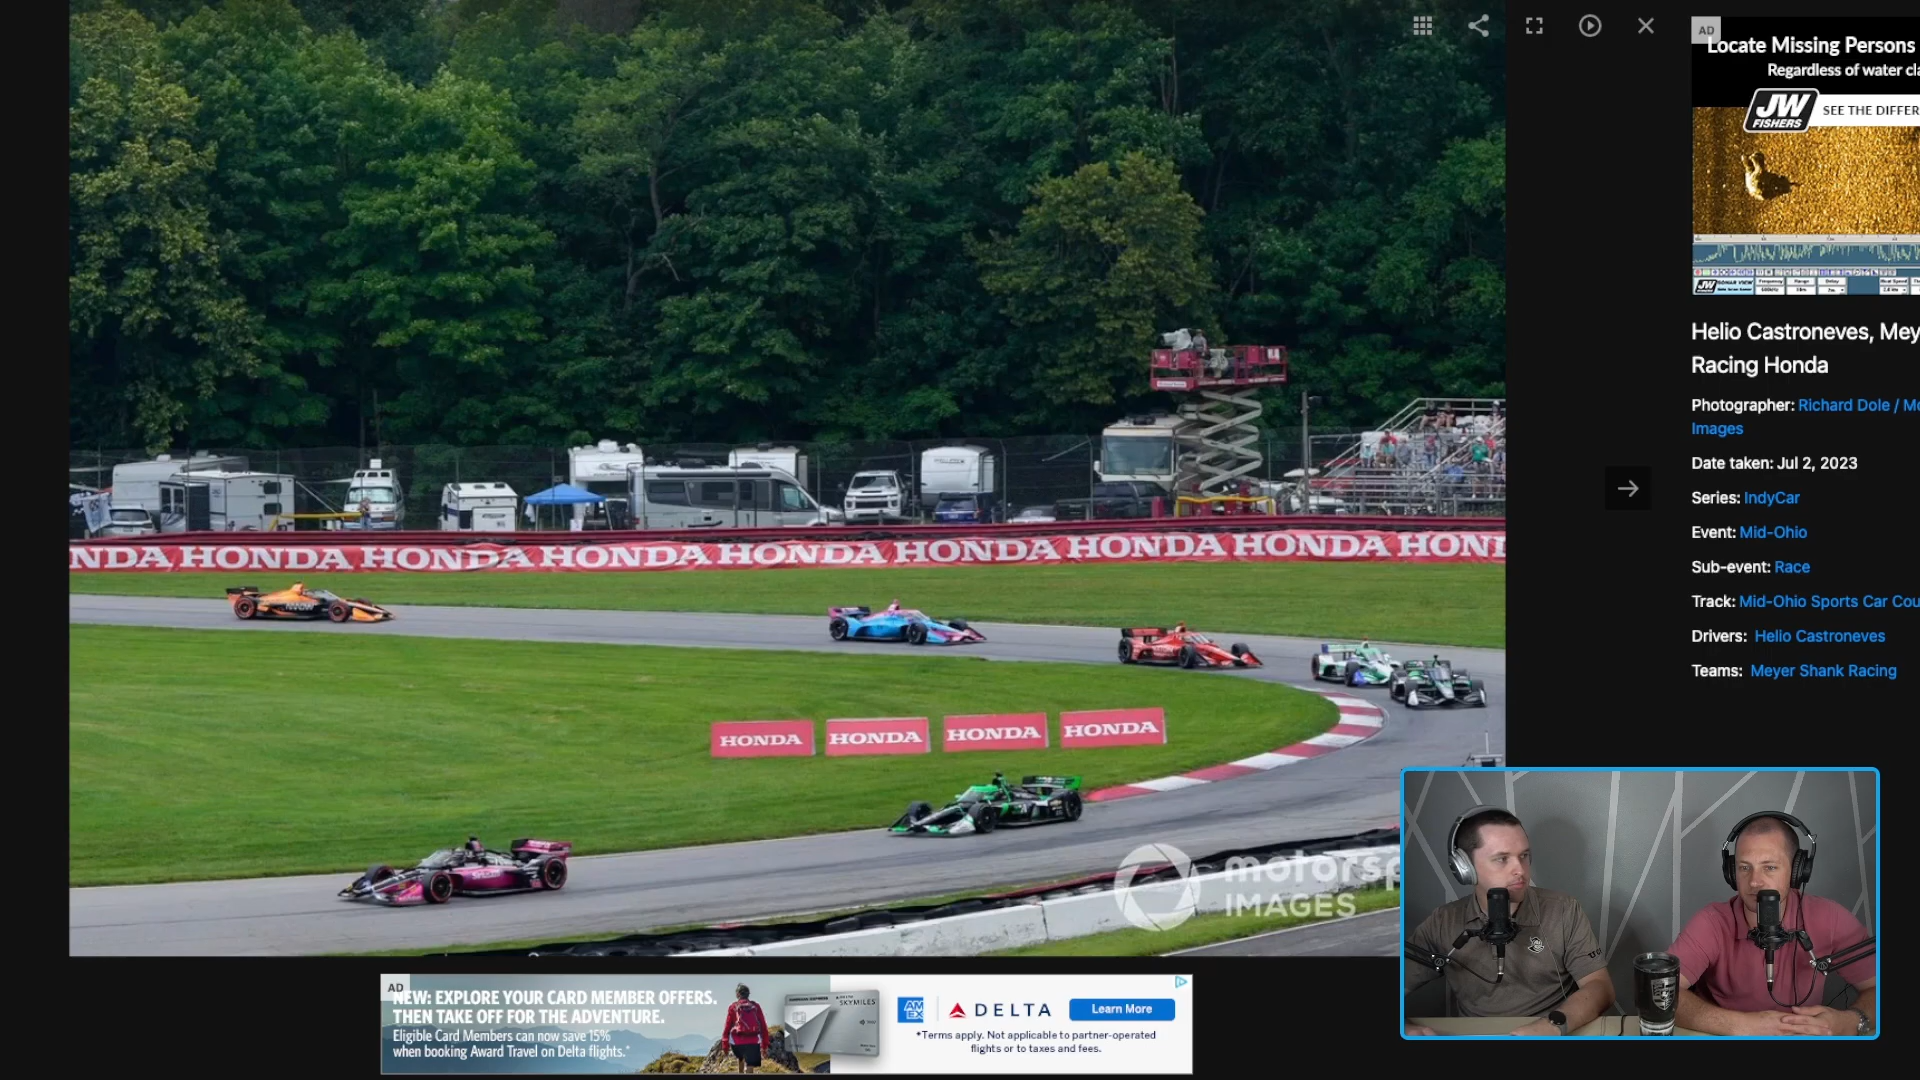 AD
Locate Missing Persons
Regardless of water cla
JW
FISHERS
SEE THE DIFFER
Helio Castroneves, Mey
Racing Honda
Photographer: Richard Dole / Mo
Images
Date taken: Jul 2, 2023
Series: IndyCar
Event: Mid-Ohio
Sub-event: Race
Track: Mid-Ohio Sports Car Cou
Drivers: Helio Castroneves
Teams: Meyer Shank Racing
NDA HONDA HONDA HONDA HONDA HONDA HONDA HONDA HON
HONDA HONDA HONDA HONDA
motorsp
IMAGES
AD
NEW: EXPLORE YOUR CARD MEMBER OFFERS.
THEN TAKE OFF FOR THE ADVENTURE.
Eligible Card Members can now save 15%
when booking Award Travel on Delta flights.*
SKYMILES
AM
EX
DELTA
Learn More
*Terms apply. Not applicable to partner-operated
flights or to taxes and fees.